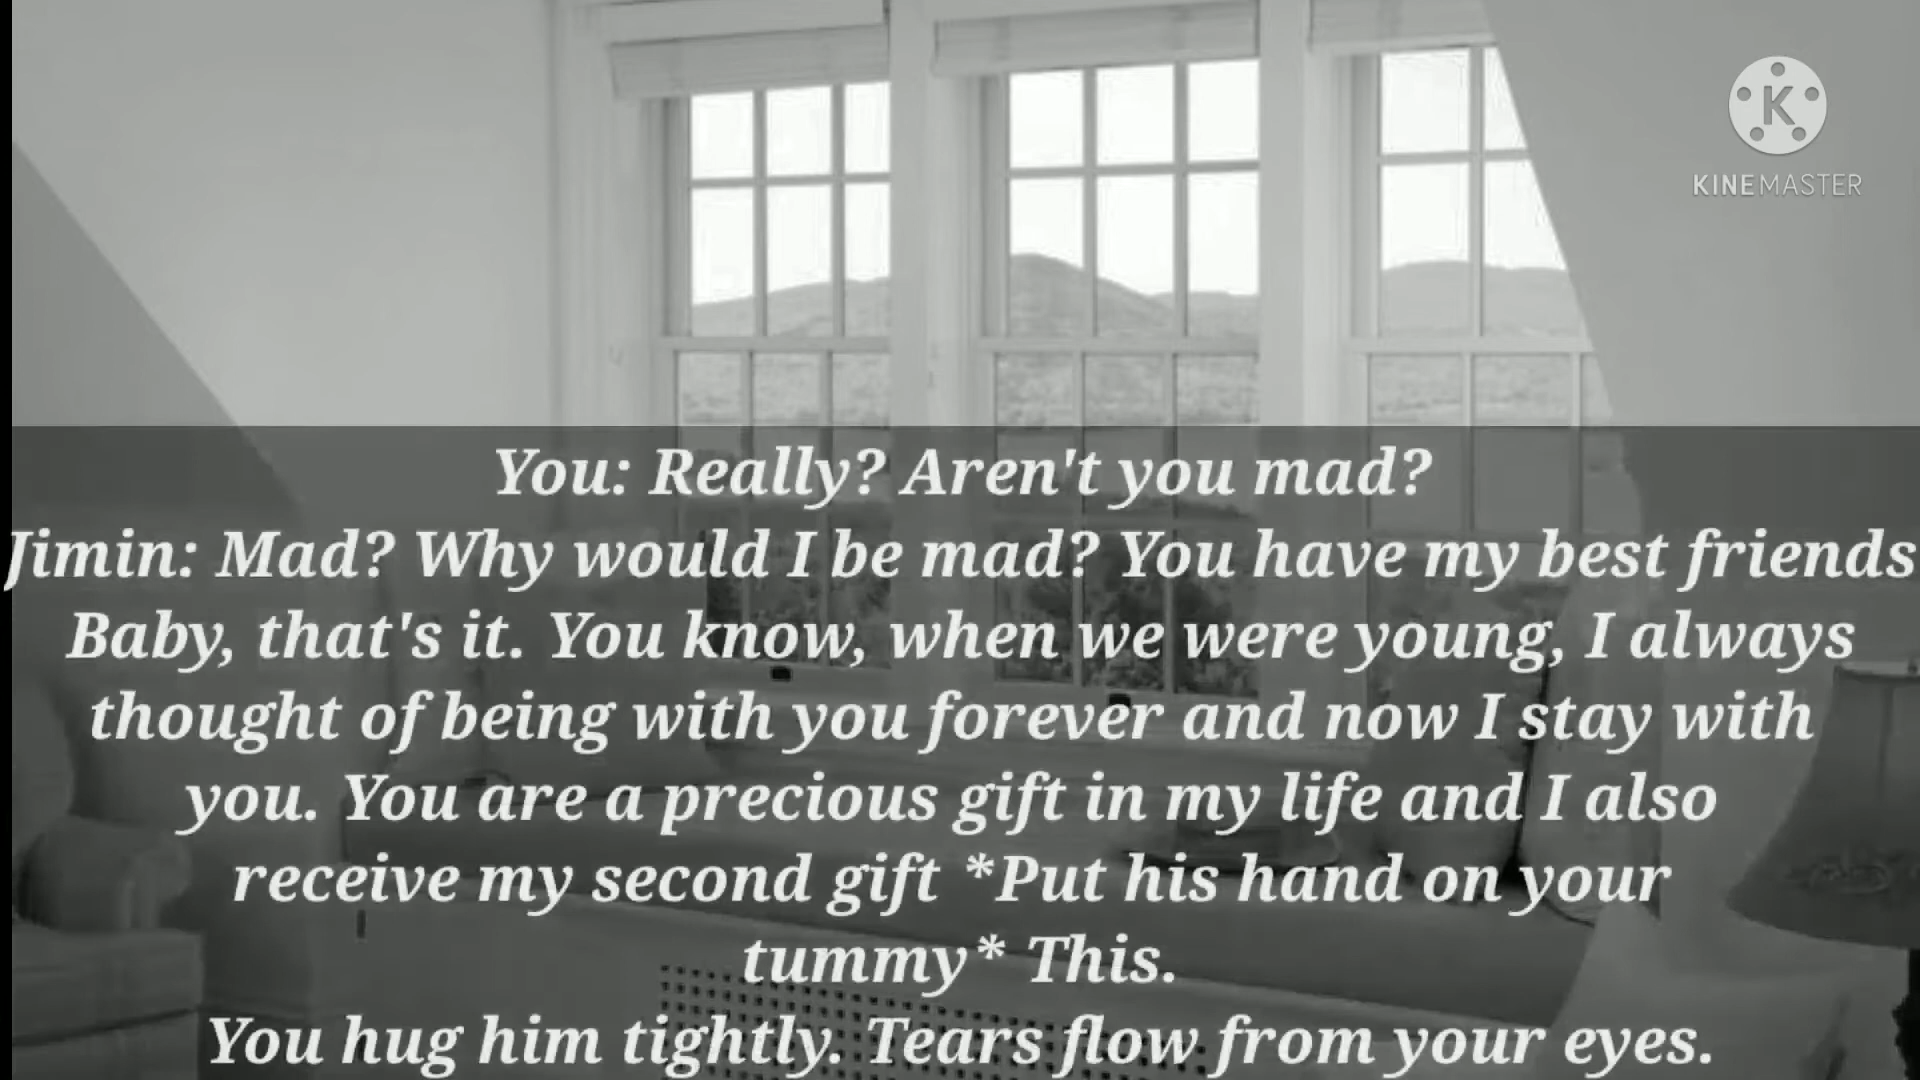 K
KINEMASTER
You: Really? Aren't you mad?
Jimin: Mad? Why would I be mad? You have my best friends
Baby, that's it. You know, when we were young, I always
thought of being with you forever and now I stay with
you. You are a precious gift in my life and I also
receive my second gift *Put his hand on your
tummy* This.
You hug him tightly. Tears flow from your eyes.